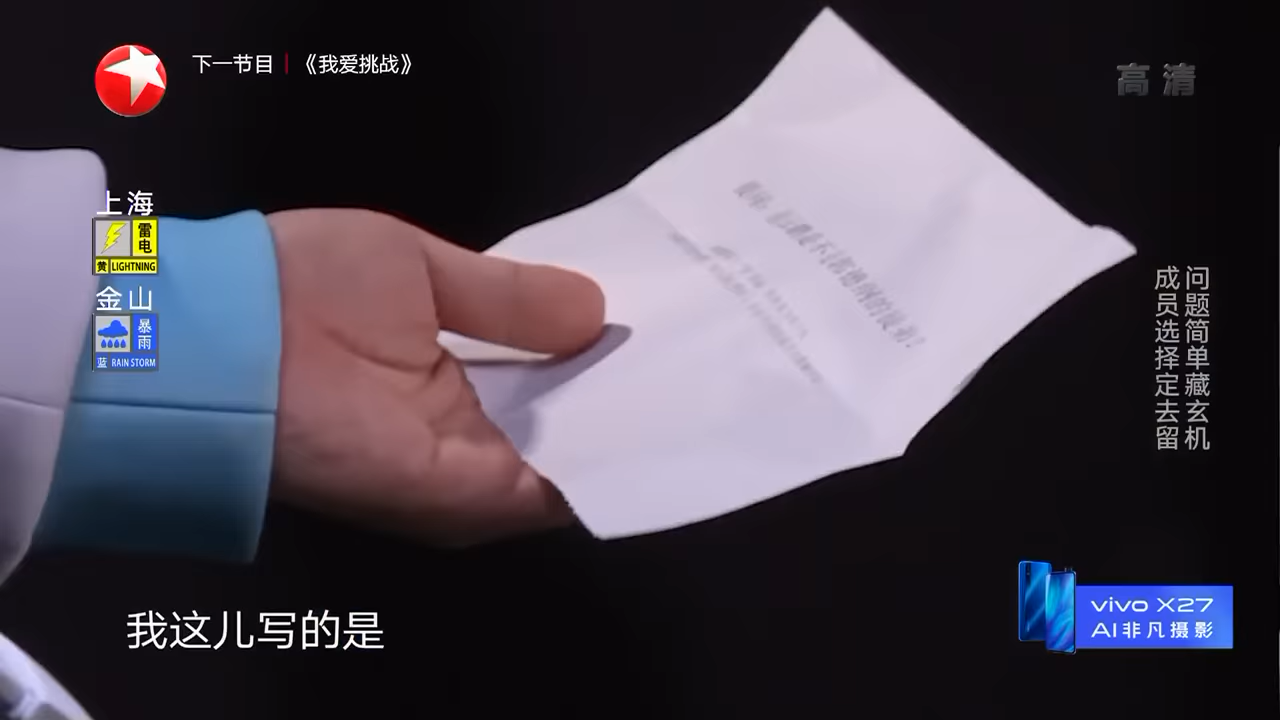 下一节目 | 《我爱挑战》
高清
上海
雷电
黄 LIGHTNING
金山
暴雨
蓝 RAIN STORM
问题简单藏玄机
成员选择定去留
我这儿写的是
vivo X27
AI非凡摄影